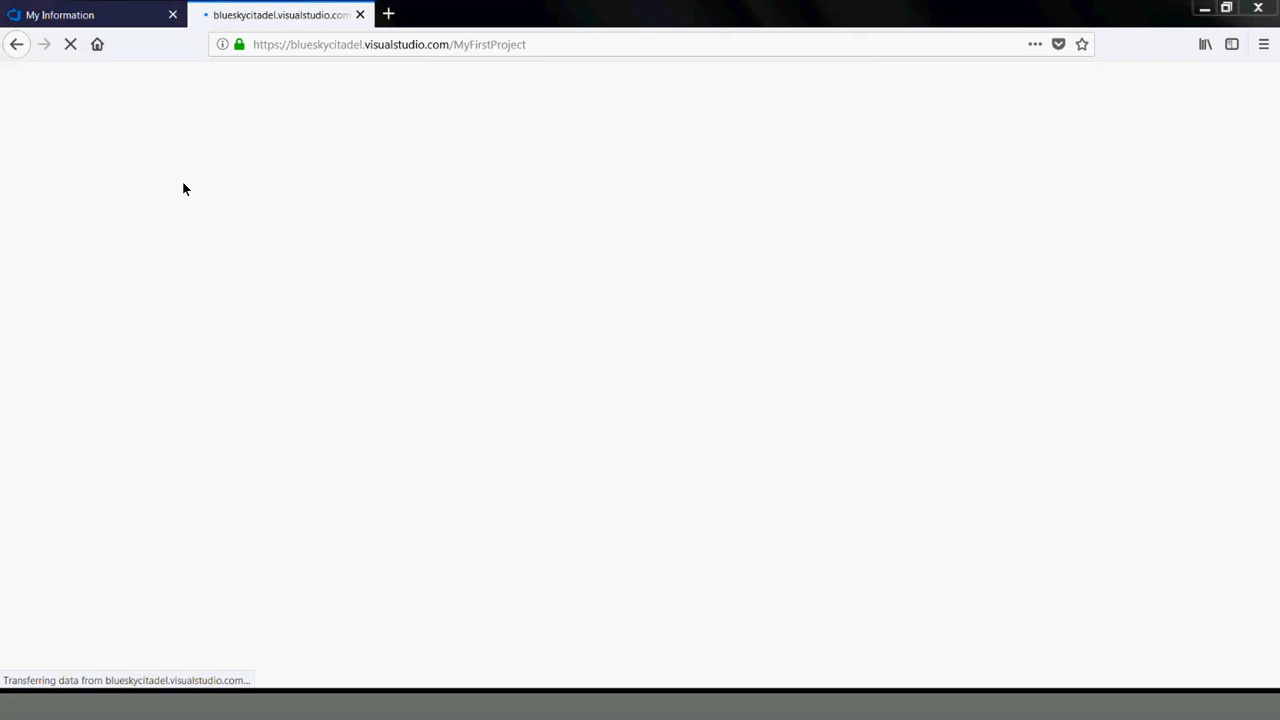 My Information
blueskycitadel.visualstudio.com
https://blueskycitadel.visualstudio.com/MyFirstProject
Transferring data from blueskycitadel.visualstudio.com...